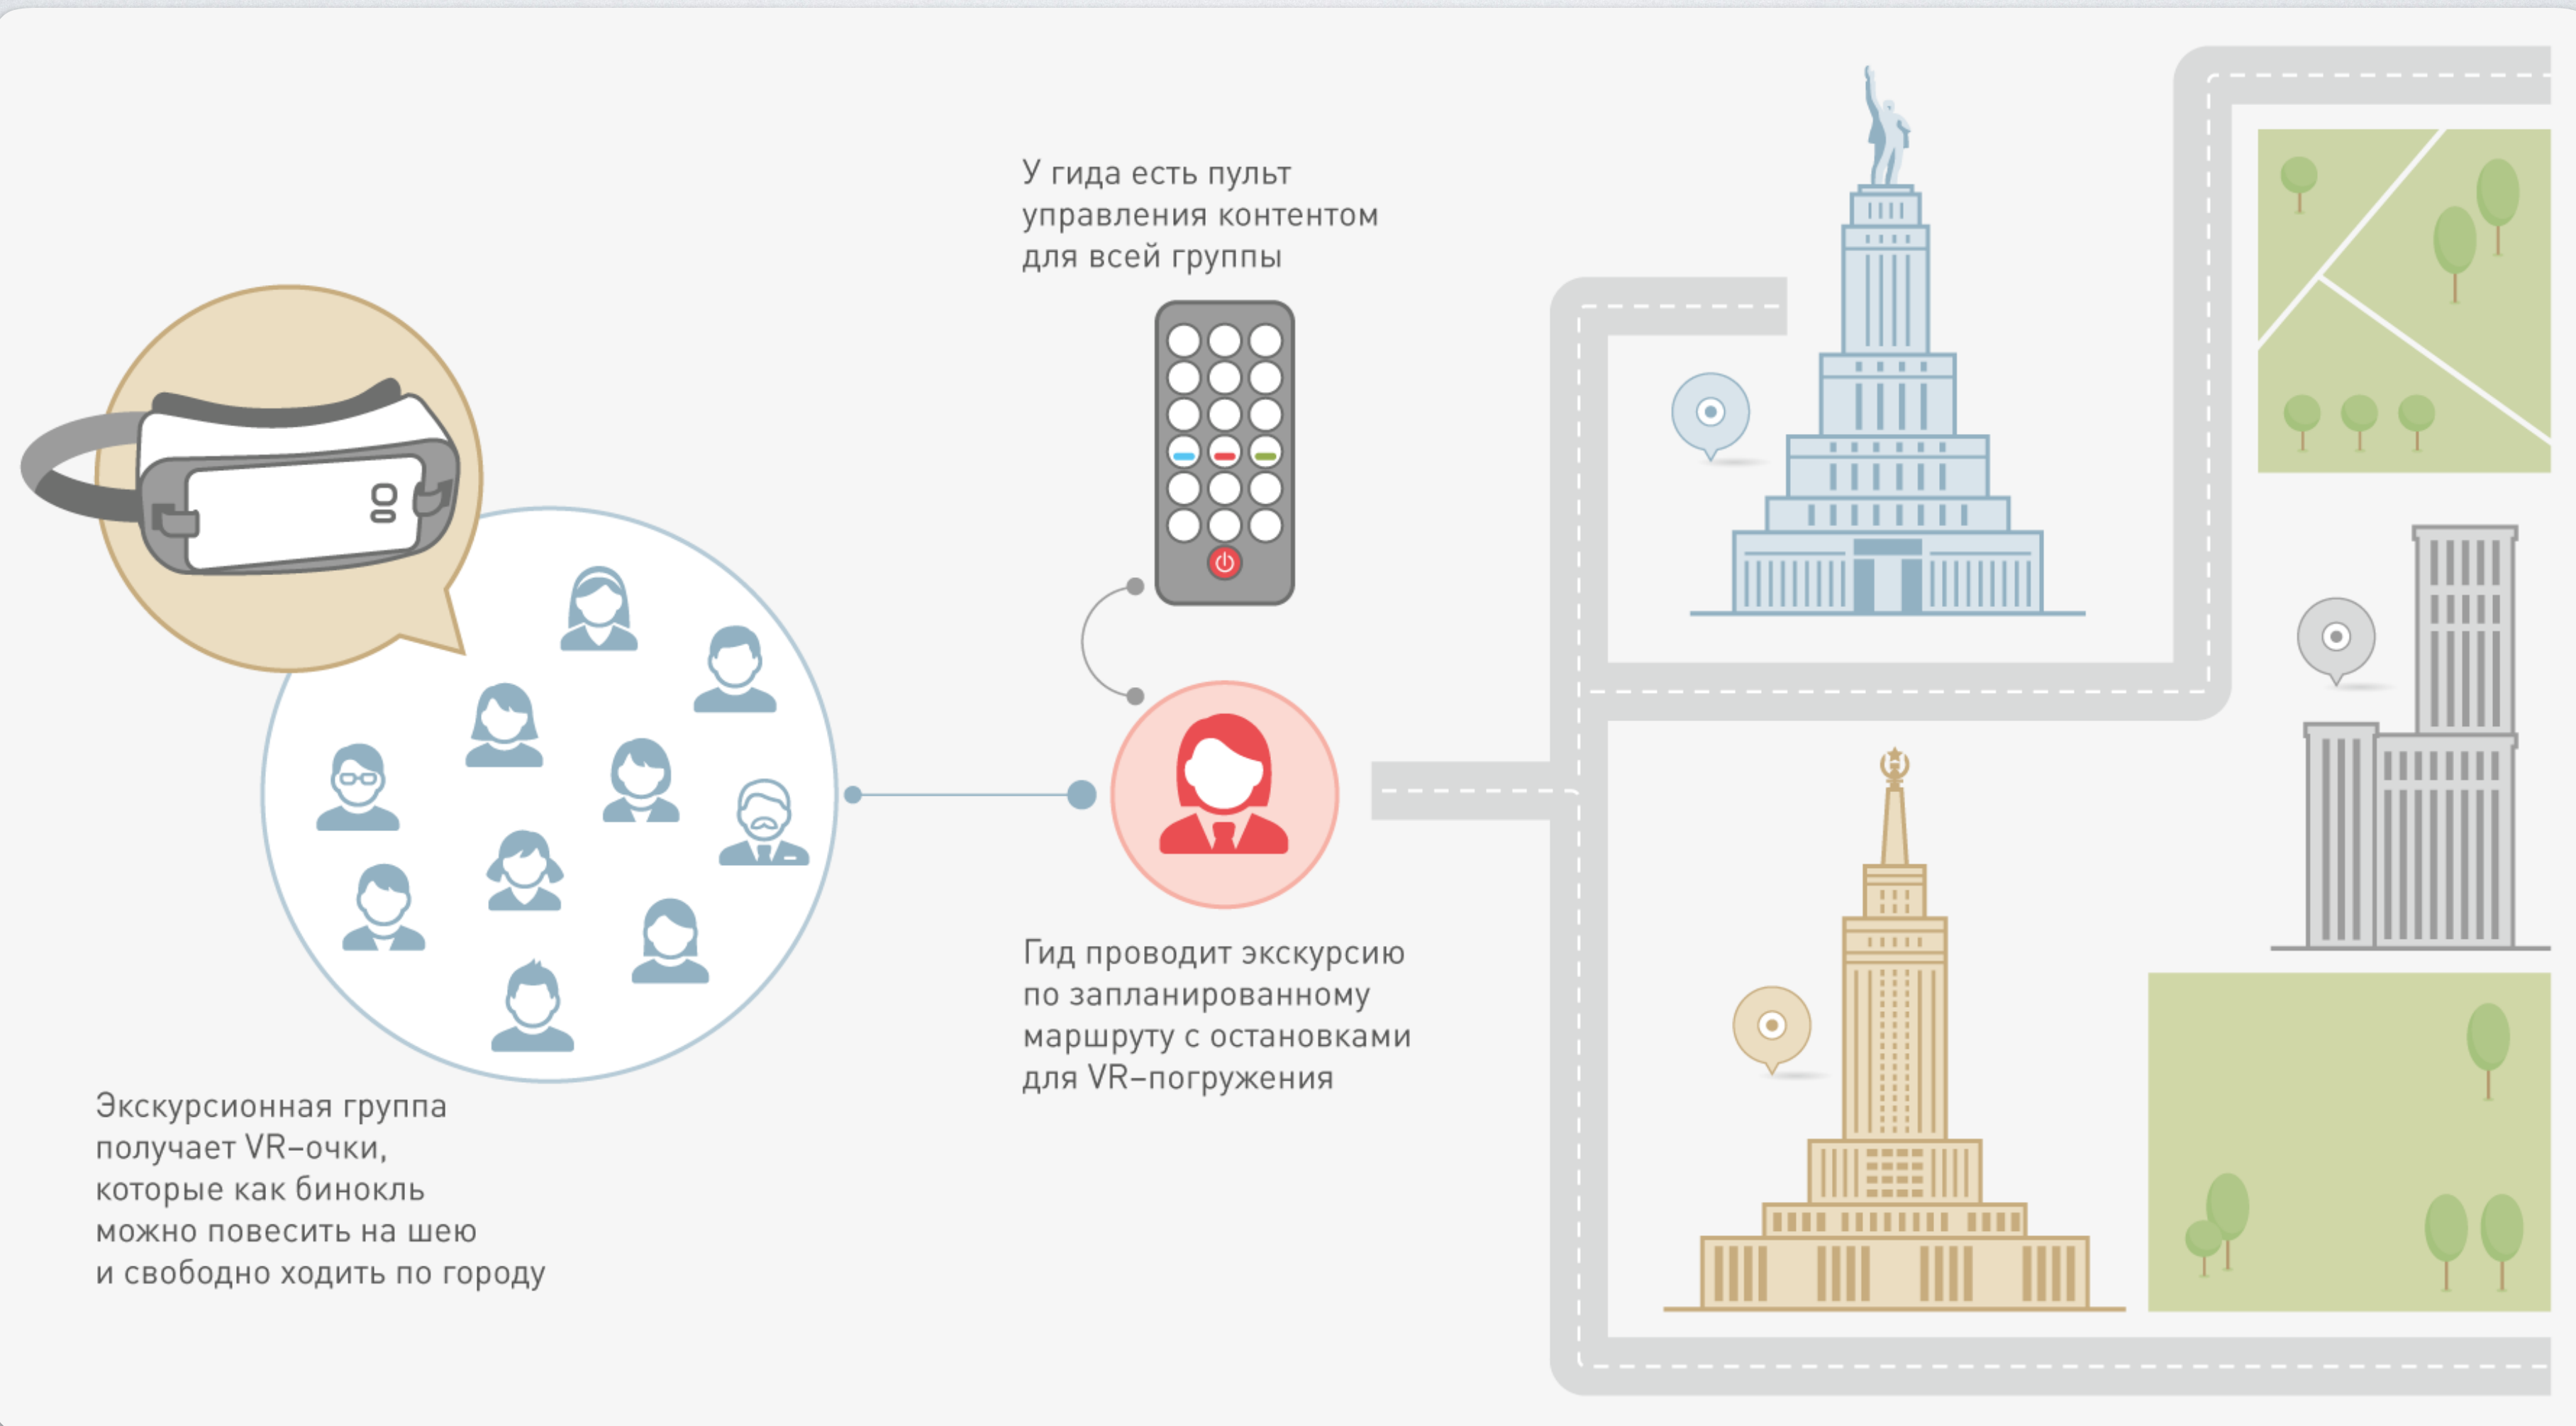 У гида есть пульт
управления контентом
для всей группы
Гид проводит экскурсию
по запланированному
маршруту с остановками
для VR–погружения
Экскурсионная группа
получает VR–очки,
которые как бинокль
можно повесить на шею
и свободно ходить по городу